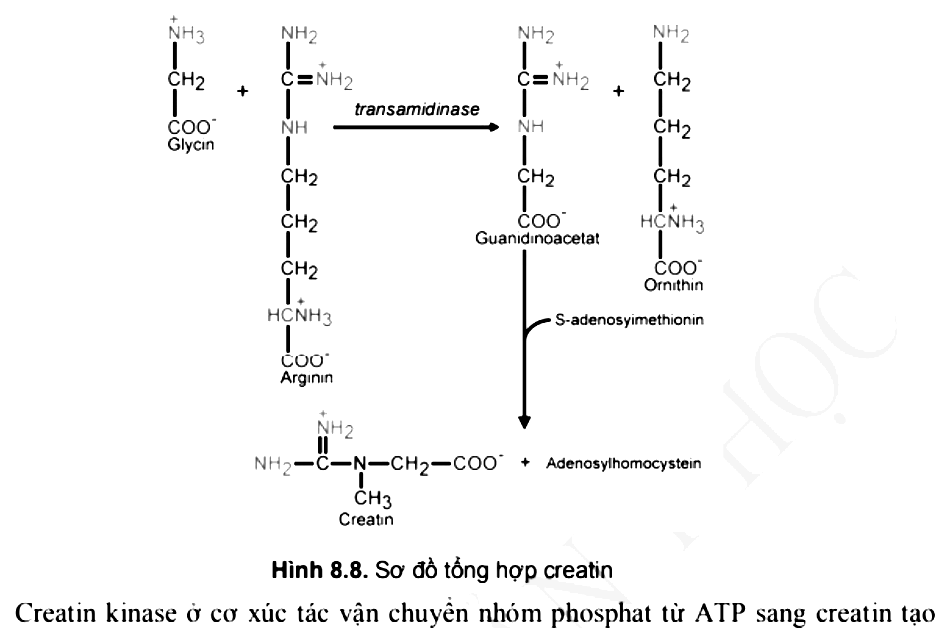 +
NH3
CH2
COO-
Glycin
+
NH2
C=NH2+
NH
CH2
CH2
CH2
HCNH3+
COO-
Arginin
transamidinase
NH2
C=NH2+
NH
CH2
COO-
Guanidinoacetat
+
NH2
CH2
CH2
CH2
HCNH3+
COO-
Ornithin
S-adenosyimethionin
+
NH2
NH2—C—N—CH2—COO- + Adenosylhomocystein
CH3
Creatin
Hình 8.8. Sơ đồ tổng hợp creatin
Creatin kinase ở cơ xúc tác vận chuyển nhóm phosphat từ ATP sang creatin tạo